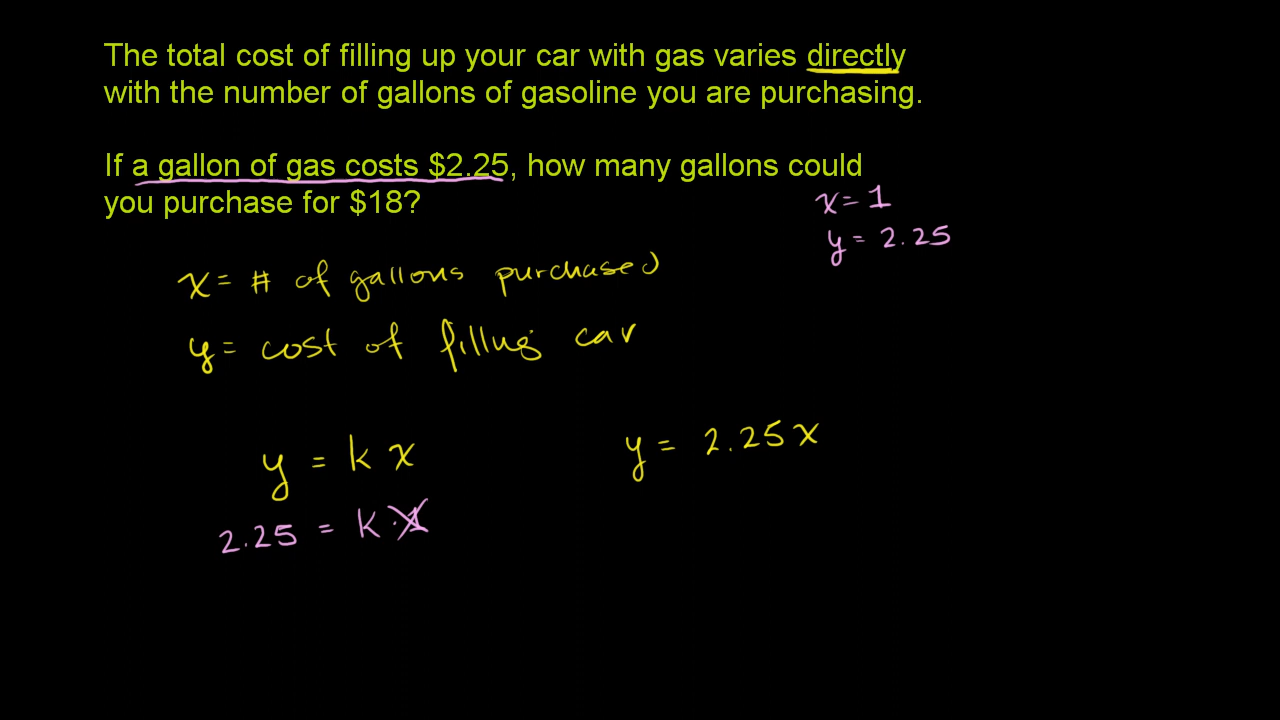 The total cost of filling up your car with gas varies directly
with the number of gallons of gasoline you are purchasing.
If a gallon of gas costs $2.25, how many gallons could
you purchase for $18?
x = 1
y = 2.25
x = # of gallons purchased
y = cost of filling car
y = k x
y = 2.25x
2.25 = k · 1